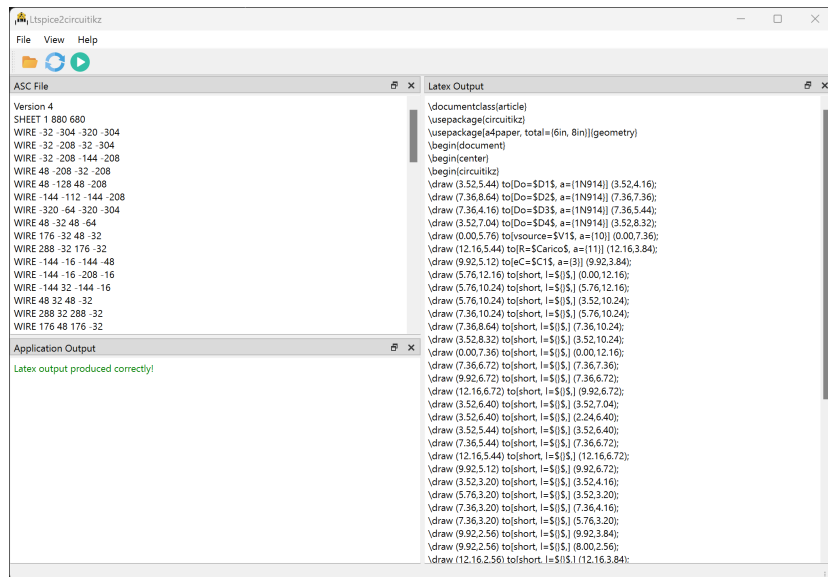 Ltspice2circuitikz
File View Help
ASC File
Version 4
SHEET 1 880 680
WIRE -32 -304 -320 -304
WIRE -32 -208 -32 -304
WIRE -32 -208 -144 -208
WIRE 48 -208 -32 -208
WIRE 48 -128 48 -208
WIRE -144 -112 -144 -208
WIRE -320 -64 -320 -304
WIRE 48 -32 48 -64
WIRE 176 -32 48 -32
WIRE 288 -32 176 -32
WIRE -144 -16 -144 -48
WIRE -144 -16 -208 -16
WIRE -144 32 -144 -16
WIRE 48 32 48 -32
WIRE 288 32 288 -32
WIRE 176 48 176 -32
Application Output
Latex output produced correctly!
Latex Output
\documentclass{article}
\usepackage{circuitikz}
\usepackage[a4paper, total={6in, 8in}]{geometry}
\begin{document}
\begin{center}
\begin{circuitikz}
\draw (3.52,5.44) to[Do=$D1$, a={1N914}] (3.52,4.16);
\draw (7.36,8.64) to[Do=$D2$, a={1N914}] (7.36,7.36);
\draw (7.36,4.16) to[Do=$D3$, a={1N914}] (7.36,5.44);
\draw (3.52,7.04) to[Do=$D4$, a={1N914}] (3.52,8.32);
\draw (0.00,5.76) to[vsource=$V1$, a={10}] (0.00,7.36);
\draw (12.16,5.44) to[R=$Carico$, a={11}] (12.16,3.84);
\draw (9.92,5.12) to[eC=$C1$, a={3}] (9.92,3.84);
\draw (5.76,12.16) to[short, l=${}$,] (0.00,12.16);
\draw (5.76,10.24) to[short, l=${}$,] (5.76,12.16);
\draw (5.76,10.24) to[short, l=${}$,] (3.52,10.24);
\draw (7.36,10.24) to[short, l=${}$,] (5.76,10.24);
\draw (7.36,8.64) to[short, l=${}$,] (7.36,10.24);
\draw (3.52,8.32) to[short, l=${}$,] (3.52,10.24);
\draw (0.00,7.36) to[short, l=${}$,] (0.00,12.16);
\draw (7.36,6.72) to[short, l=${}$,] (7.36,7.36);
\draw (9.92,6.72) to[short, l=${}$,] (7.36,6.72);
\draw (12.16,6.72) to[short, l=${}$,] (9.92,6.72);
\draw (3.52,6.40) to[short, l=${}$,] (3.52,7.04);
\draw (3.52,6.40) to[short, l=${}$,] (2.24,6.40);
\draw (3.52,5.44) to[short, l=${}$,] (3.52,6.40);
\draw (7.36,5.44) to[short, l=${}$,] (7.36,6.72);
\draw (12.16,5.44) to[short, l=${}$,] (12.16,6.72);
\draw (9.92,5.12) to[short, l=${}$,] (9.92,6.72);
\draw (3.52,3.20) to[short, l=${}$,] (3.52,4.16);
\draw (5.76,3.20) to[short, l=${}$,] (3.52,3.20);
\draw (7.36,3.20) to[short, l=${}$,] (7.36,4.16);
\draw (7.36,3.20) to[short, l=${}$,] (5.76,3.20);
\draw (9.92,2.56) to[short, l=${}$,] (9.92,3.84);
\draw (9.92,2.56) to[short, l=${}$,] (8.00,2.56);
\draw (12.16,2.56) to[short, l=${}$,] (12.16,3.84);